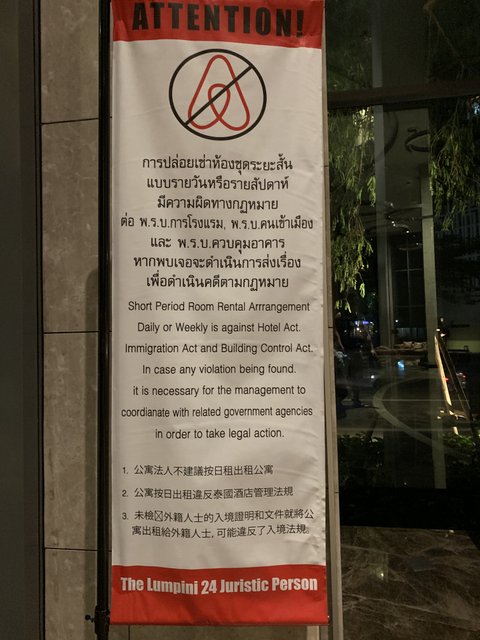 ATTENTION!
การปล่อยเช่าห้องชุดระยะสั้น
แบบรายวันหรือรายสัปดาห์
มีความผิดทางกฎหมาย
ต่อ พ.ร.บ.การโรงแรม, พ.ร.บ.คนเข้าเมือง
และ พ.ร.บ.ควบคุมอาคาร
หากพบเจอจะดำเนินการส่งเรื่อง
เพื่อดำเนินคดีตามกฎหมาย
Short Period Room Rental Arrrangement
Daily or Weekly is against Hotel Act.
Immigration Act and Building Control Act.
In case any violation being found.
it is necessary for the management to
coordianate with related government agencies
in order to take legal action.
1. 公寓法人不建議按日租出租公寓
2. 公寓按日出租違反泰國酒店管理法規
3. 未檢☒外籍人士的入境證明和文件就將公
寓出租給外籍人士, 可能違反了入境法規。
The Lumpini 24 Juristic Person